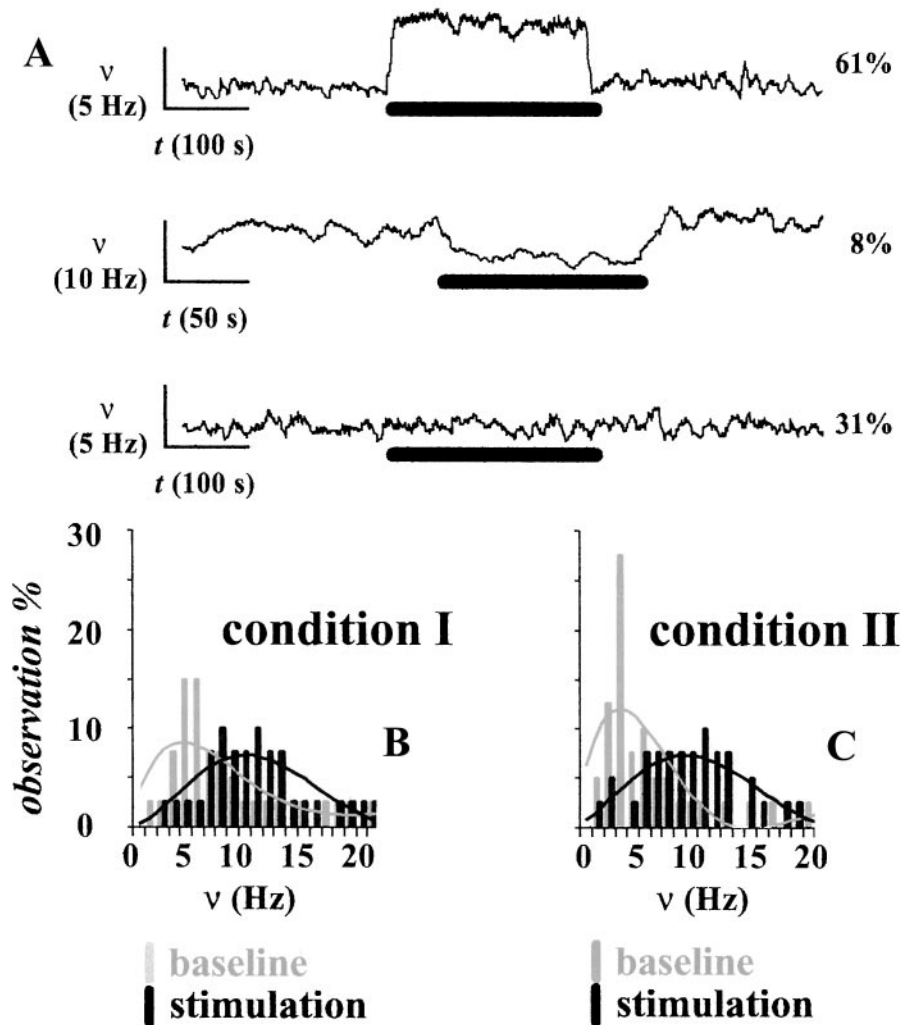 A
ν
(5 Hz)
61%
t (100 s)
ν
(10 Hz)
8%
t (50 s)
ν
(5 Hz)
31%
t (100 s)
observation %
30
20
10
0
condition I
B
0 5 10 15 20
ν (Hz)
baseline
stimulation
condition II
C
0 5 10 15 20
ν (Hz)
baseline
stimulation